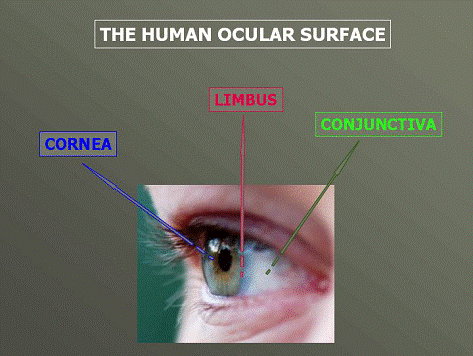 THE HUMAN OCULAR SURFACE
LIMBUS
CONJUNCTIVA
CORNEA